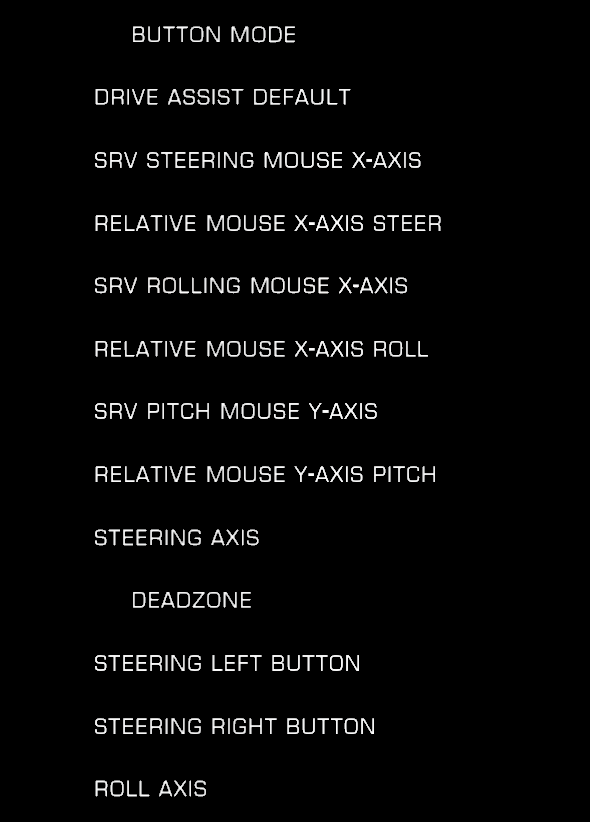 BUTTON MODE
DRIVE ASSIST DEFAULT
SRV STEERING MOUSE X-AXIS
RELATIVE MOUSE X-AXIS STEER
SRV ROLLING MOUSE X-AXIS
RELATIVE MOUSE X-AXIS ROLL
SRV PITCH MOUSE Y-AXIS
RELATIVE MOUSE Y-AXIS PITCH
STEERING AXIS
DEADZONE
STEERING LEFT BUTTON
STEERING RIGHT BUTTON
ROLL AXIS